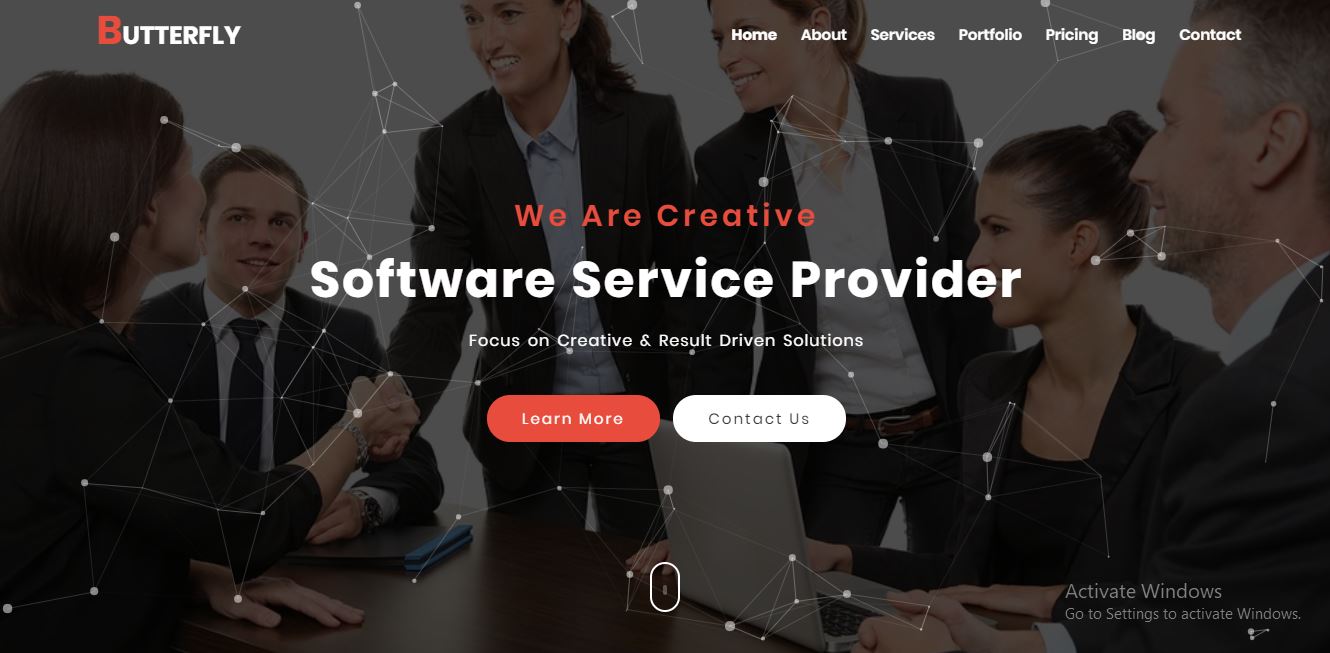 BUTTERFLY
Home About Services Portfolio Pricing Blog Contact
We Are Creative
Software Service Provider
Focus on Creative & Result Driven Solutions
Learn More Contact Us
Activate Windows
Go to Settings to activate Windows.